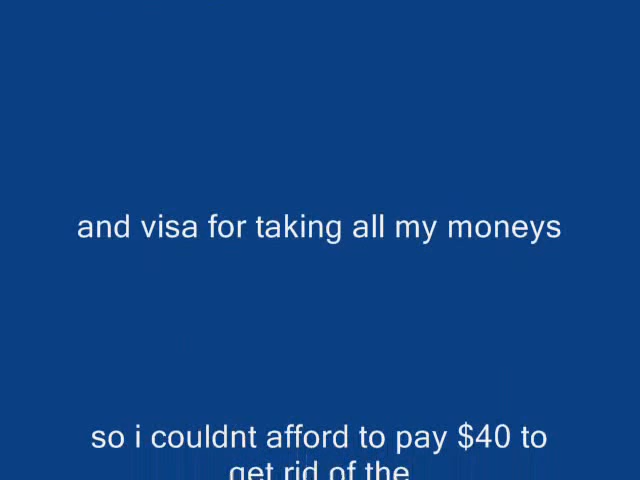 and visa for taking all my moneys
so i couldnt afford to pay $40 to
get rid of the